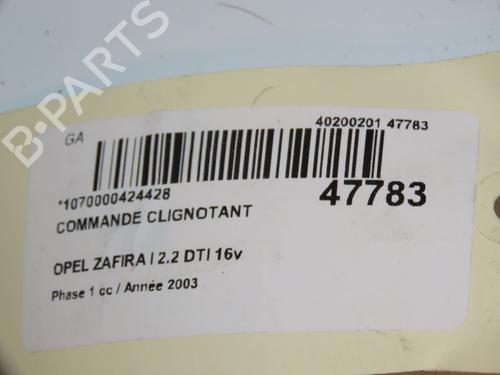 B-PARTS
GA
40200201 47783
*1070000424428
47783
COMMANDE CLIGNOTANT
OPEL ZAFIRA I 2.2 DTI 16v
Phase 1 cc / Année 2003